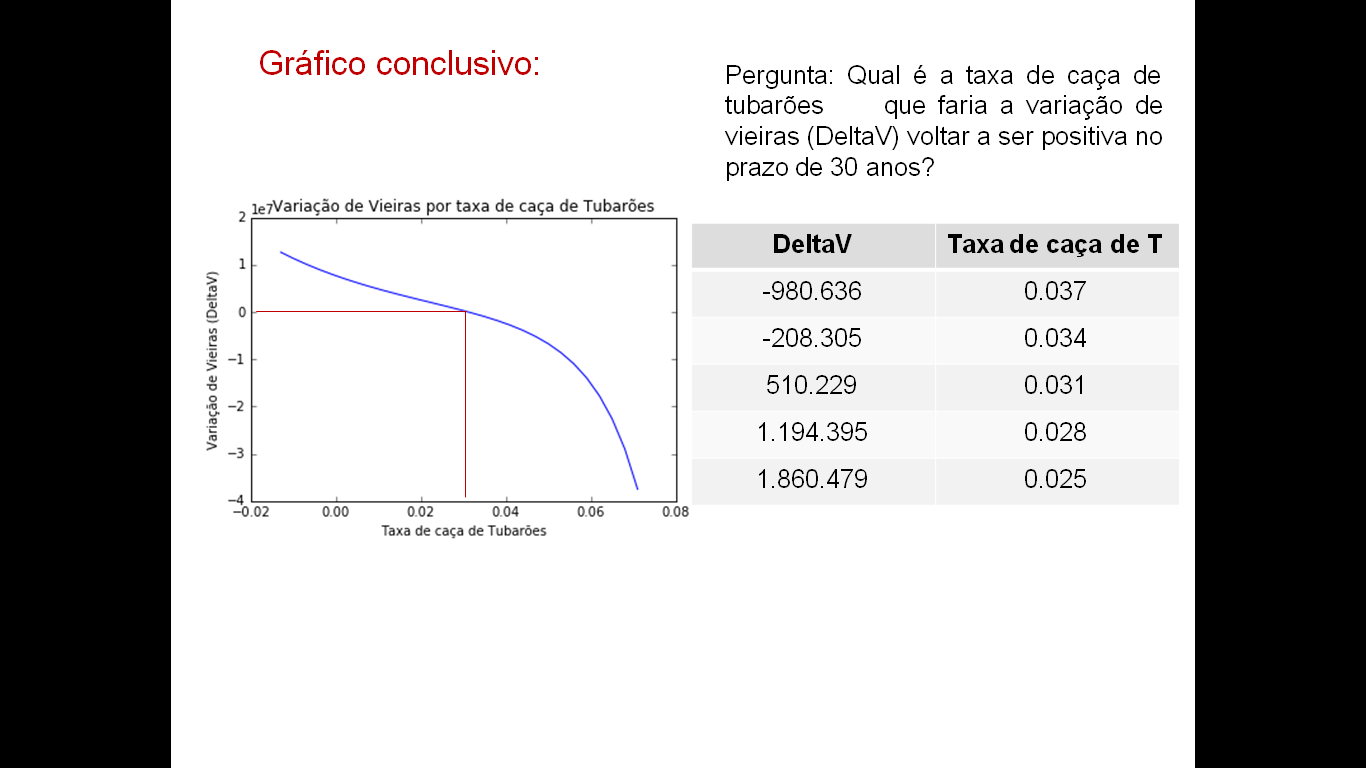 Gráfico conclusivo:
Pergunta: Qual é a taxa de caça de
tubarões que faria a variação de
vieiras (DeltaV) voltar a ser positiva no
prazo de 30 anos?
1e7 Variação de Vieiras por taxa de caça de Tubarões
Variação de Vieiras (DeltaV)
2
1
0
−1
−2
−3
−4
−0.02 0.00 0.02 0.04 0.06 0.08
Taxa de caça de Tubarões
DeltaV Taxa de caça de T
-980.636 0.037
-208.305 0.034
510.229 0.031
1.194.395 0.028
1.860.479 0.025